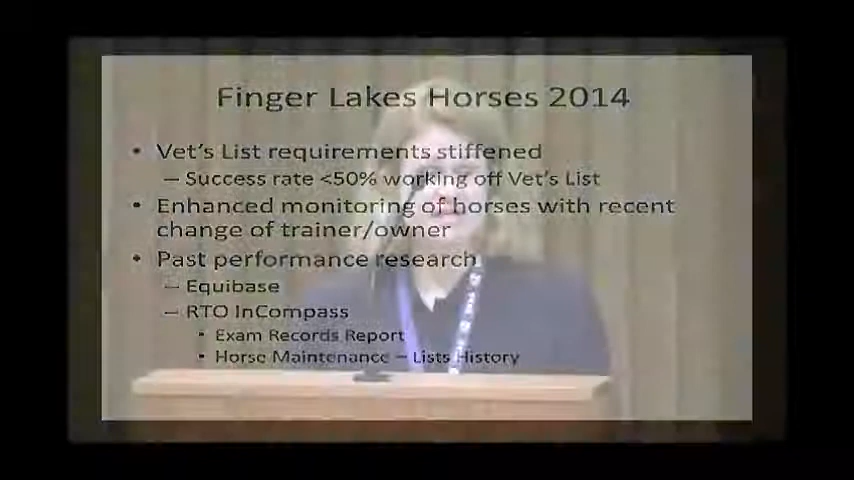 Finger Lakes Horses 2014
• Vet's List requirements stiffened
– Success rate <50% working off Vet's List
• Enhanced monitoring of horses with recent
change of trainer/owner
• Past performance research
– Equibase
– RTO InCompass
• Exam Records Report
• Horse Maintenance – Lists History